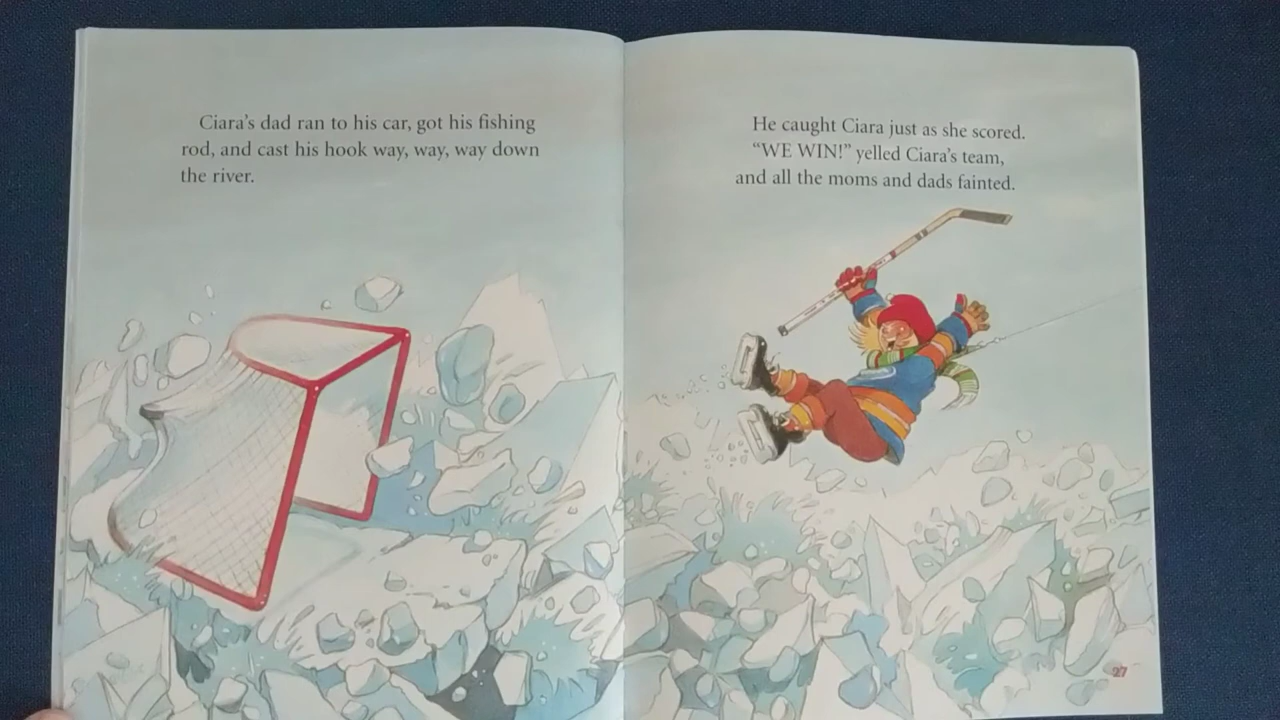 Ciara's dad ran to his car, got his fishing
rod, and cast his hook way, way, way down
the river.
He caught Ciara just as she scored.
“WE WIN!” yelled Ciara's team,
and all the moms and dads fainted.
27